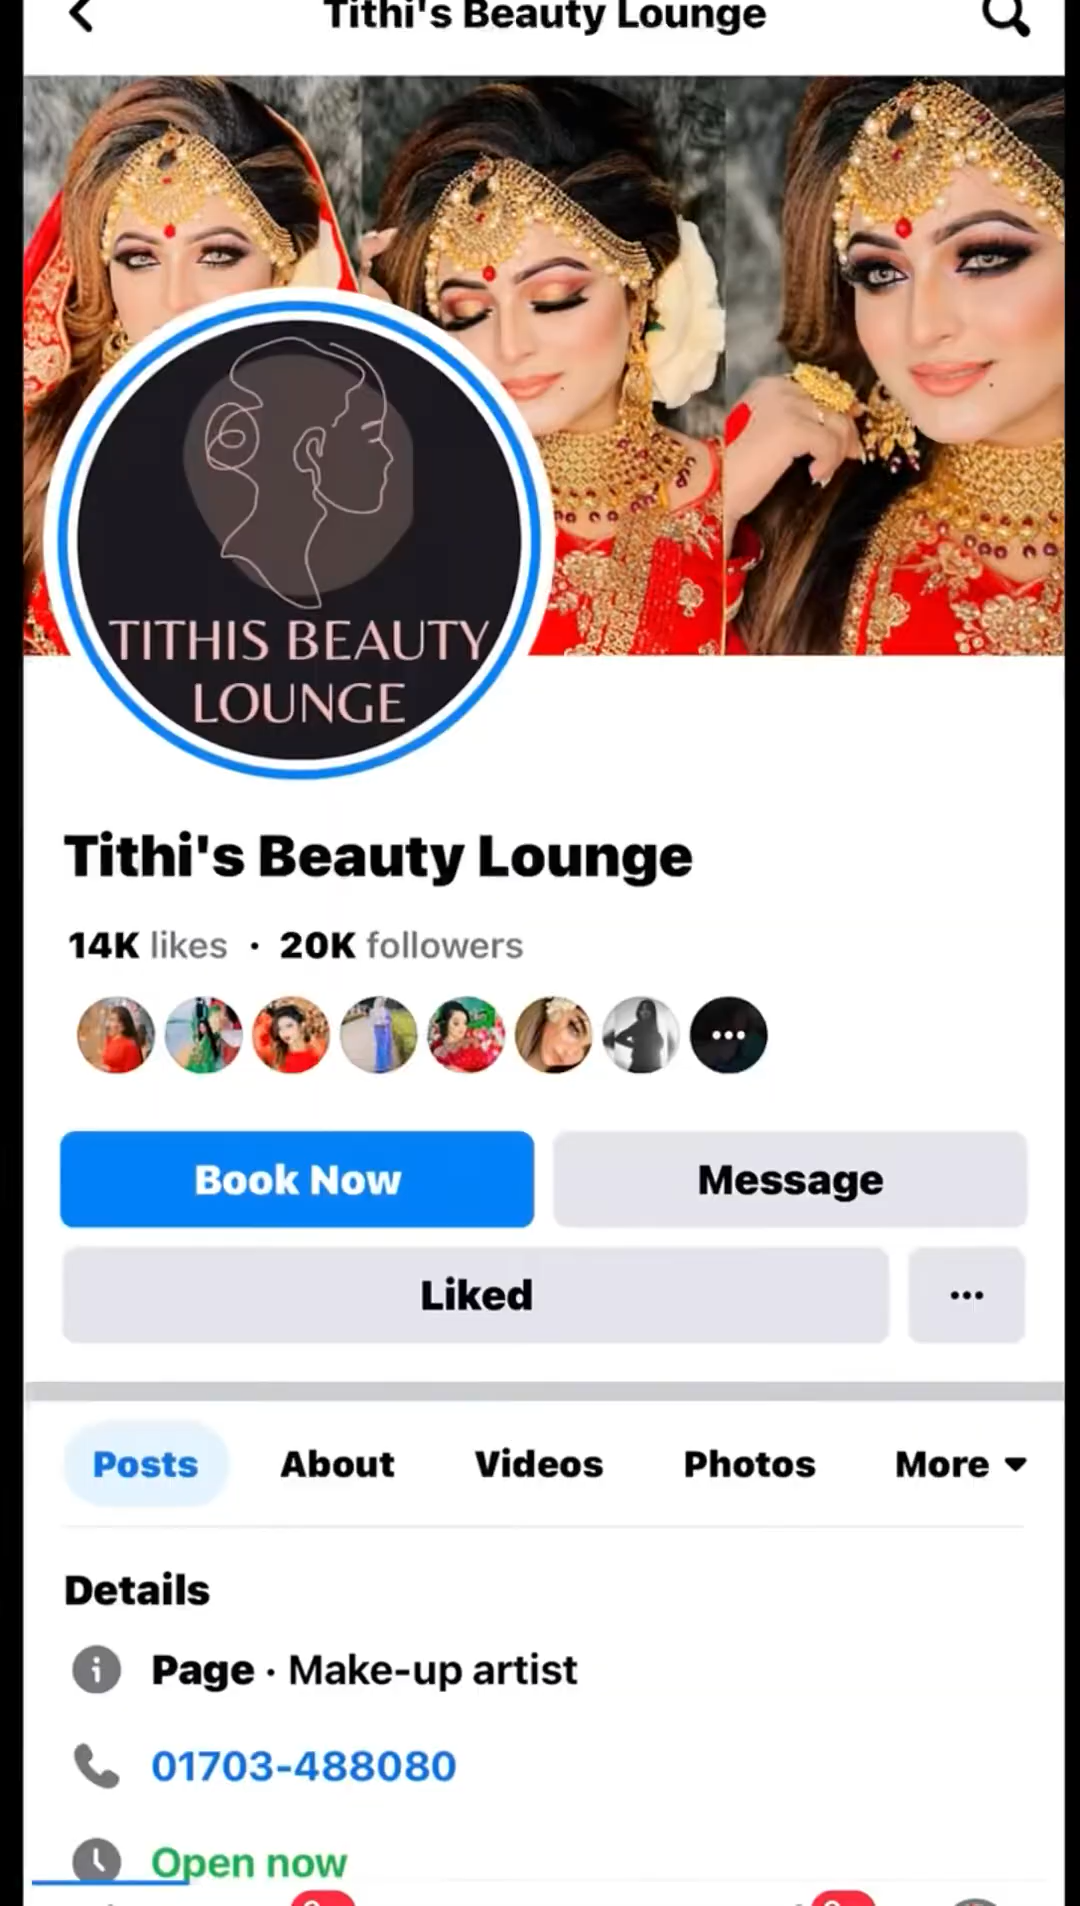 Tithi's Beauty Lounge
TITHIS BEAUTY
LOUNGE
Tithi's Beauty Lounge
14K likes · 20K followers
Book Now
Message
Liked
Posts
About
Videos
Photos
More
Details
Page · Make-up artist
01703-488080
Open now